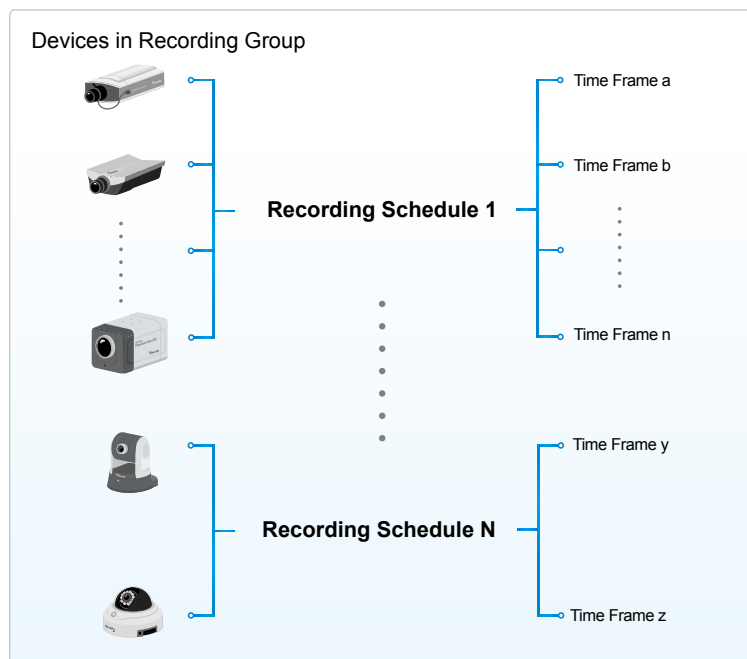 Devices in Recording Group
Time Frame a
Time Frame b
Recording Schedule 1
Time Frame n
Time Frame y
Recording Schedule N
Time Frame z